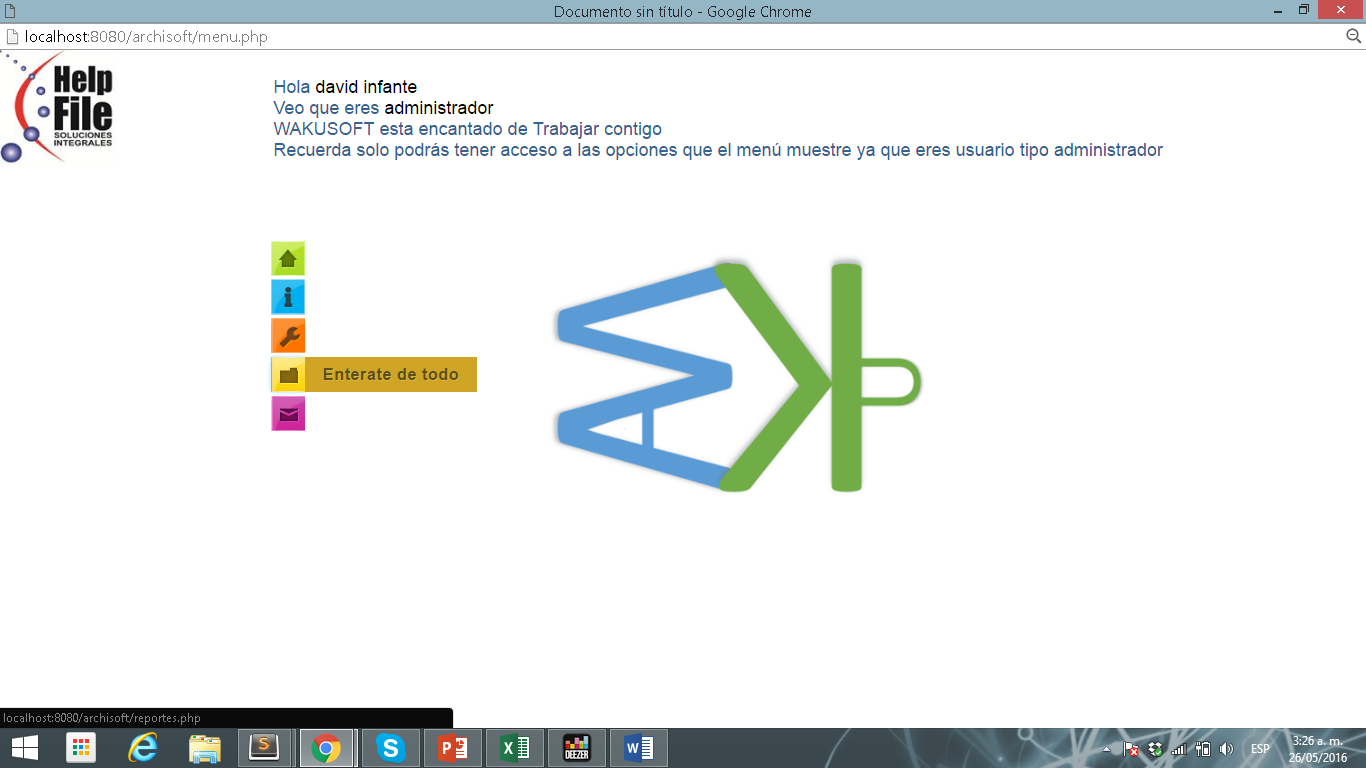 Documento sin título - Google Chrome
localhost:8080/archisoft/menu.php
Help
File
SOLUCIONES
INTEGRALES
Hola david infante
Veo que eres administrador
WAKUSOFT esta encantado de Trabajar contigo
Recuerda solo podrás tener acceso a las opciones que el menú muestre ya que eres usuario tipo administrador
Enterate de todo
localhost:8080/archisoft/reportes.php
DEEZER
ESP
3:26 a. m.
26/05/2016